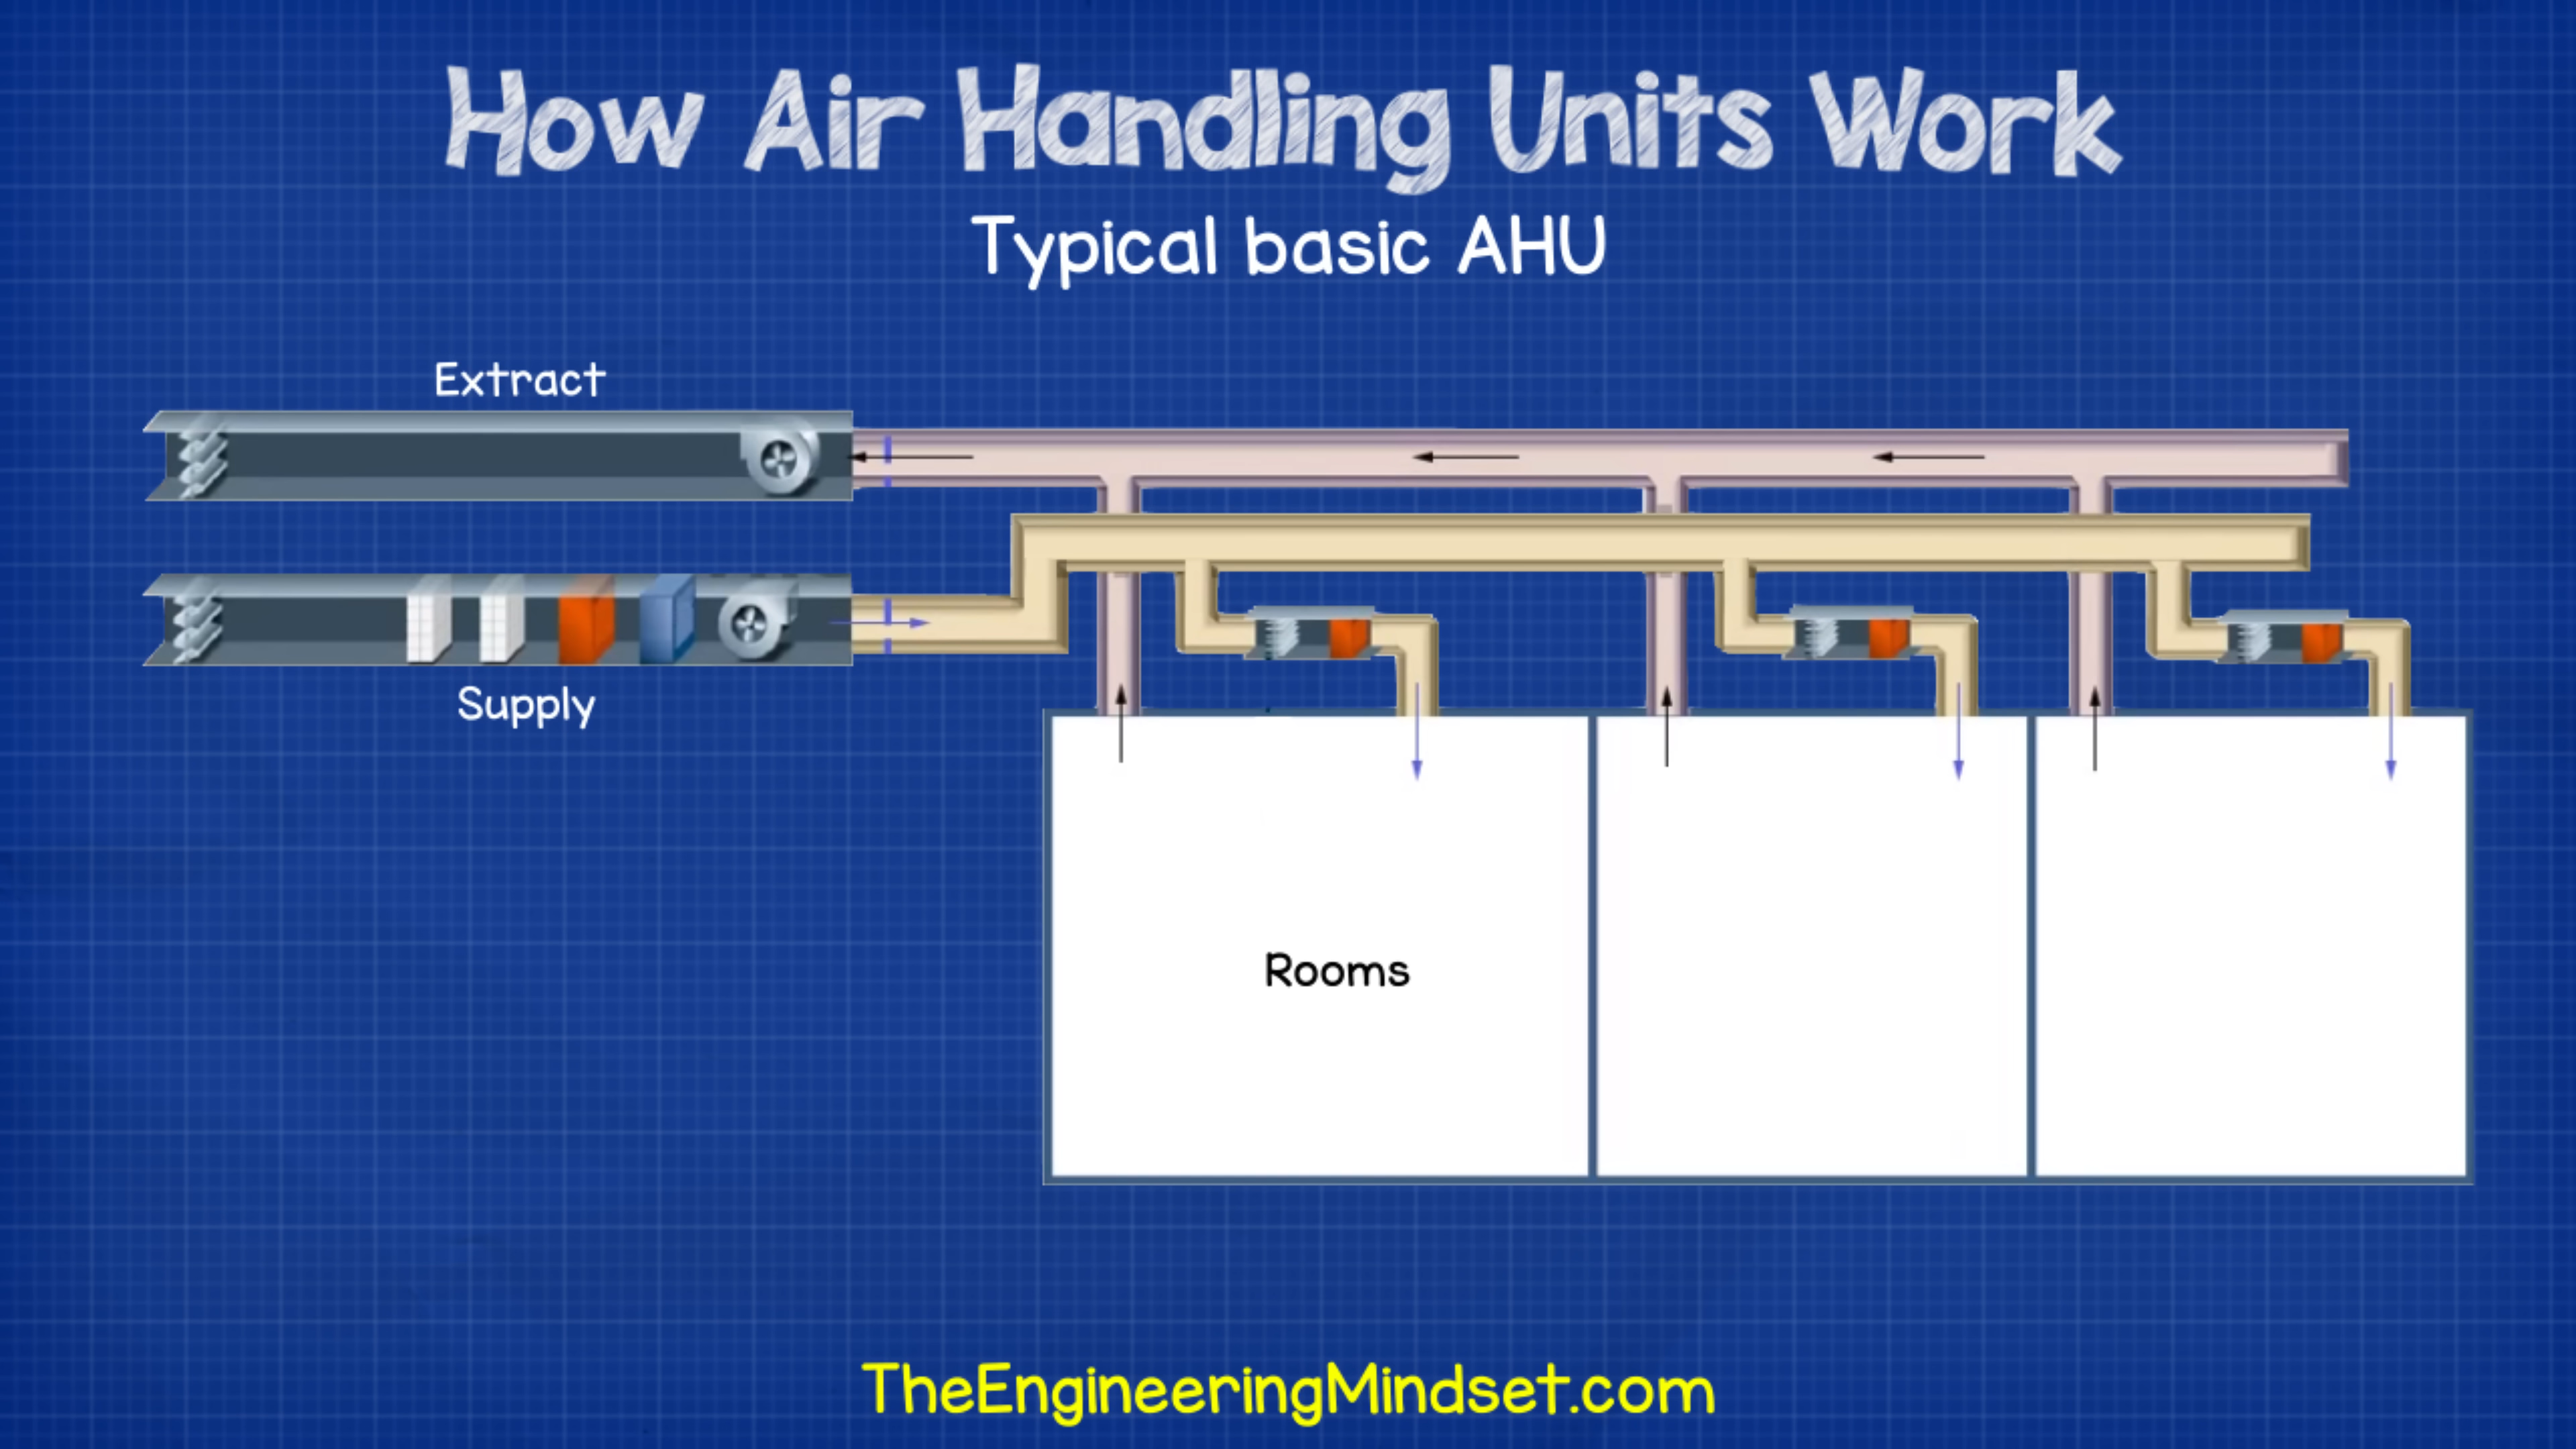 How Air Handling Units Work
Typical basic AHU
Extract
Supply
Rooms
TheEngineeringMindset.com